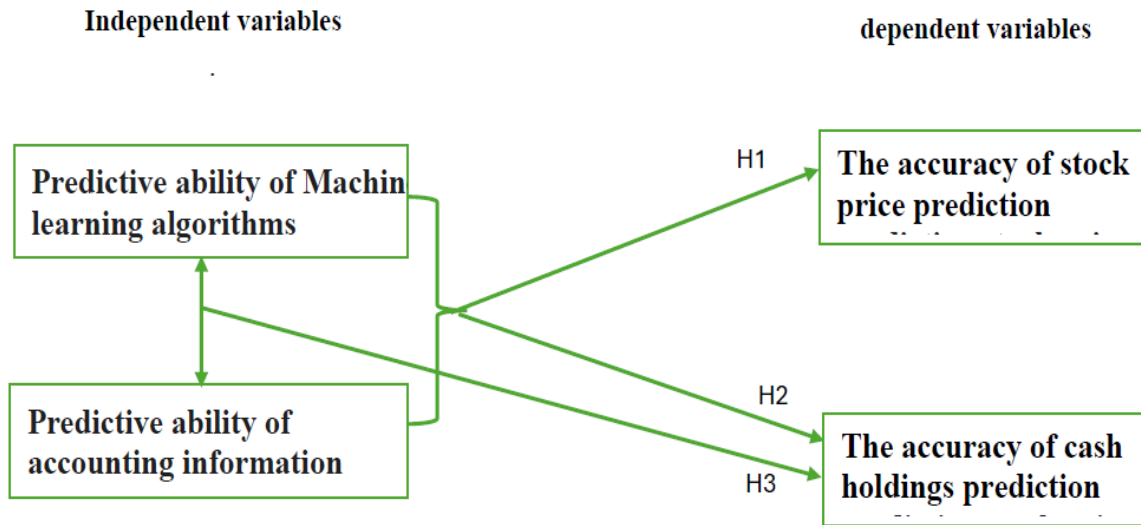 Independent variables
dependent variables
.
Predictive ability of Machin
learning algorithms
H1
The accuracy of stock
price prediction
Predictive ability of
accounting information
H2
H3
The accuracy of cash
holdings prediction